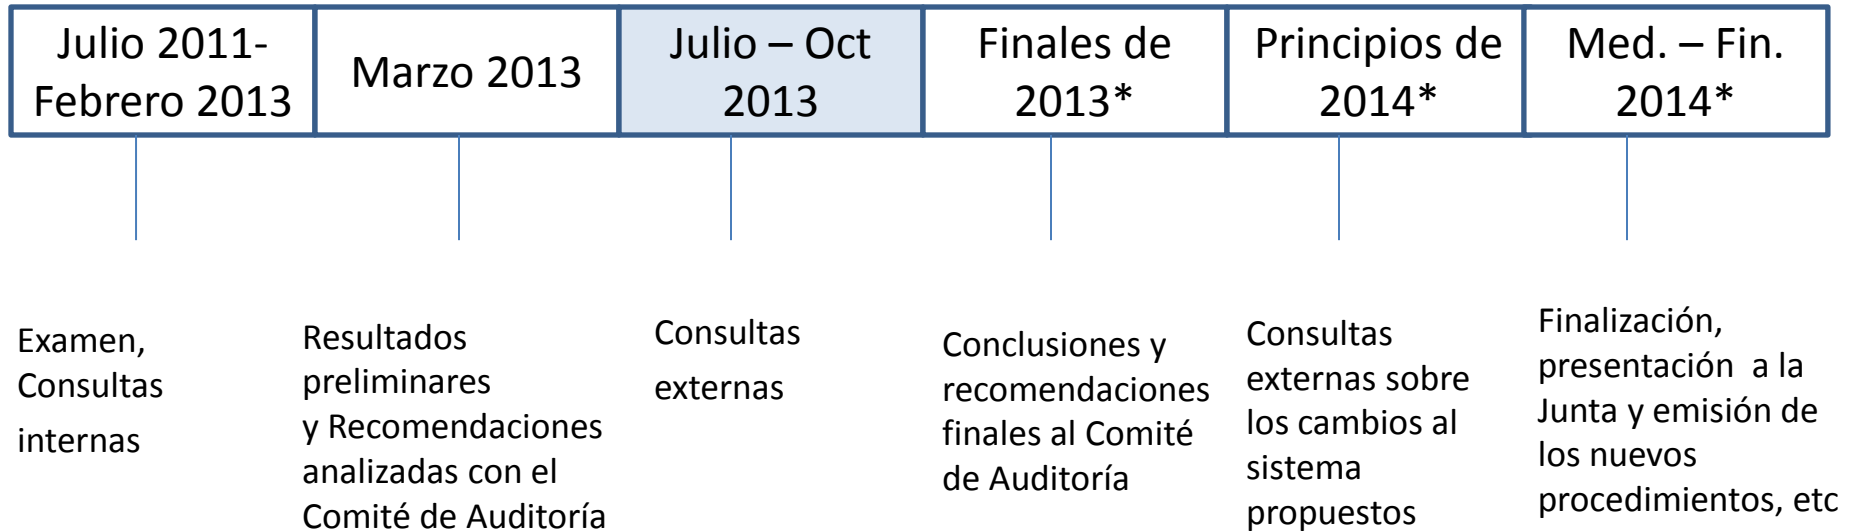 Julio 2011-
Febrero 2013
Marzo 2013
Julio – Oct
2013
Finales de
2013*
Principios de
2014*
Med. – Fin.
2014*
Examen,
Consultas
internas
Resultados
preliminares
y Recomendaciones
analizadas con el
Comité de Auditoría
Consultas
externas
Conclusiones y
recomendaciones
finales al Comité
de Auditoría
Consultas
externas sobre
los cambios al
sistema
propuestos
Finalización,
presentación a la
Junta y emisión de
los nuevos
procedimientos, etc